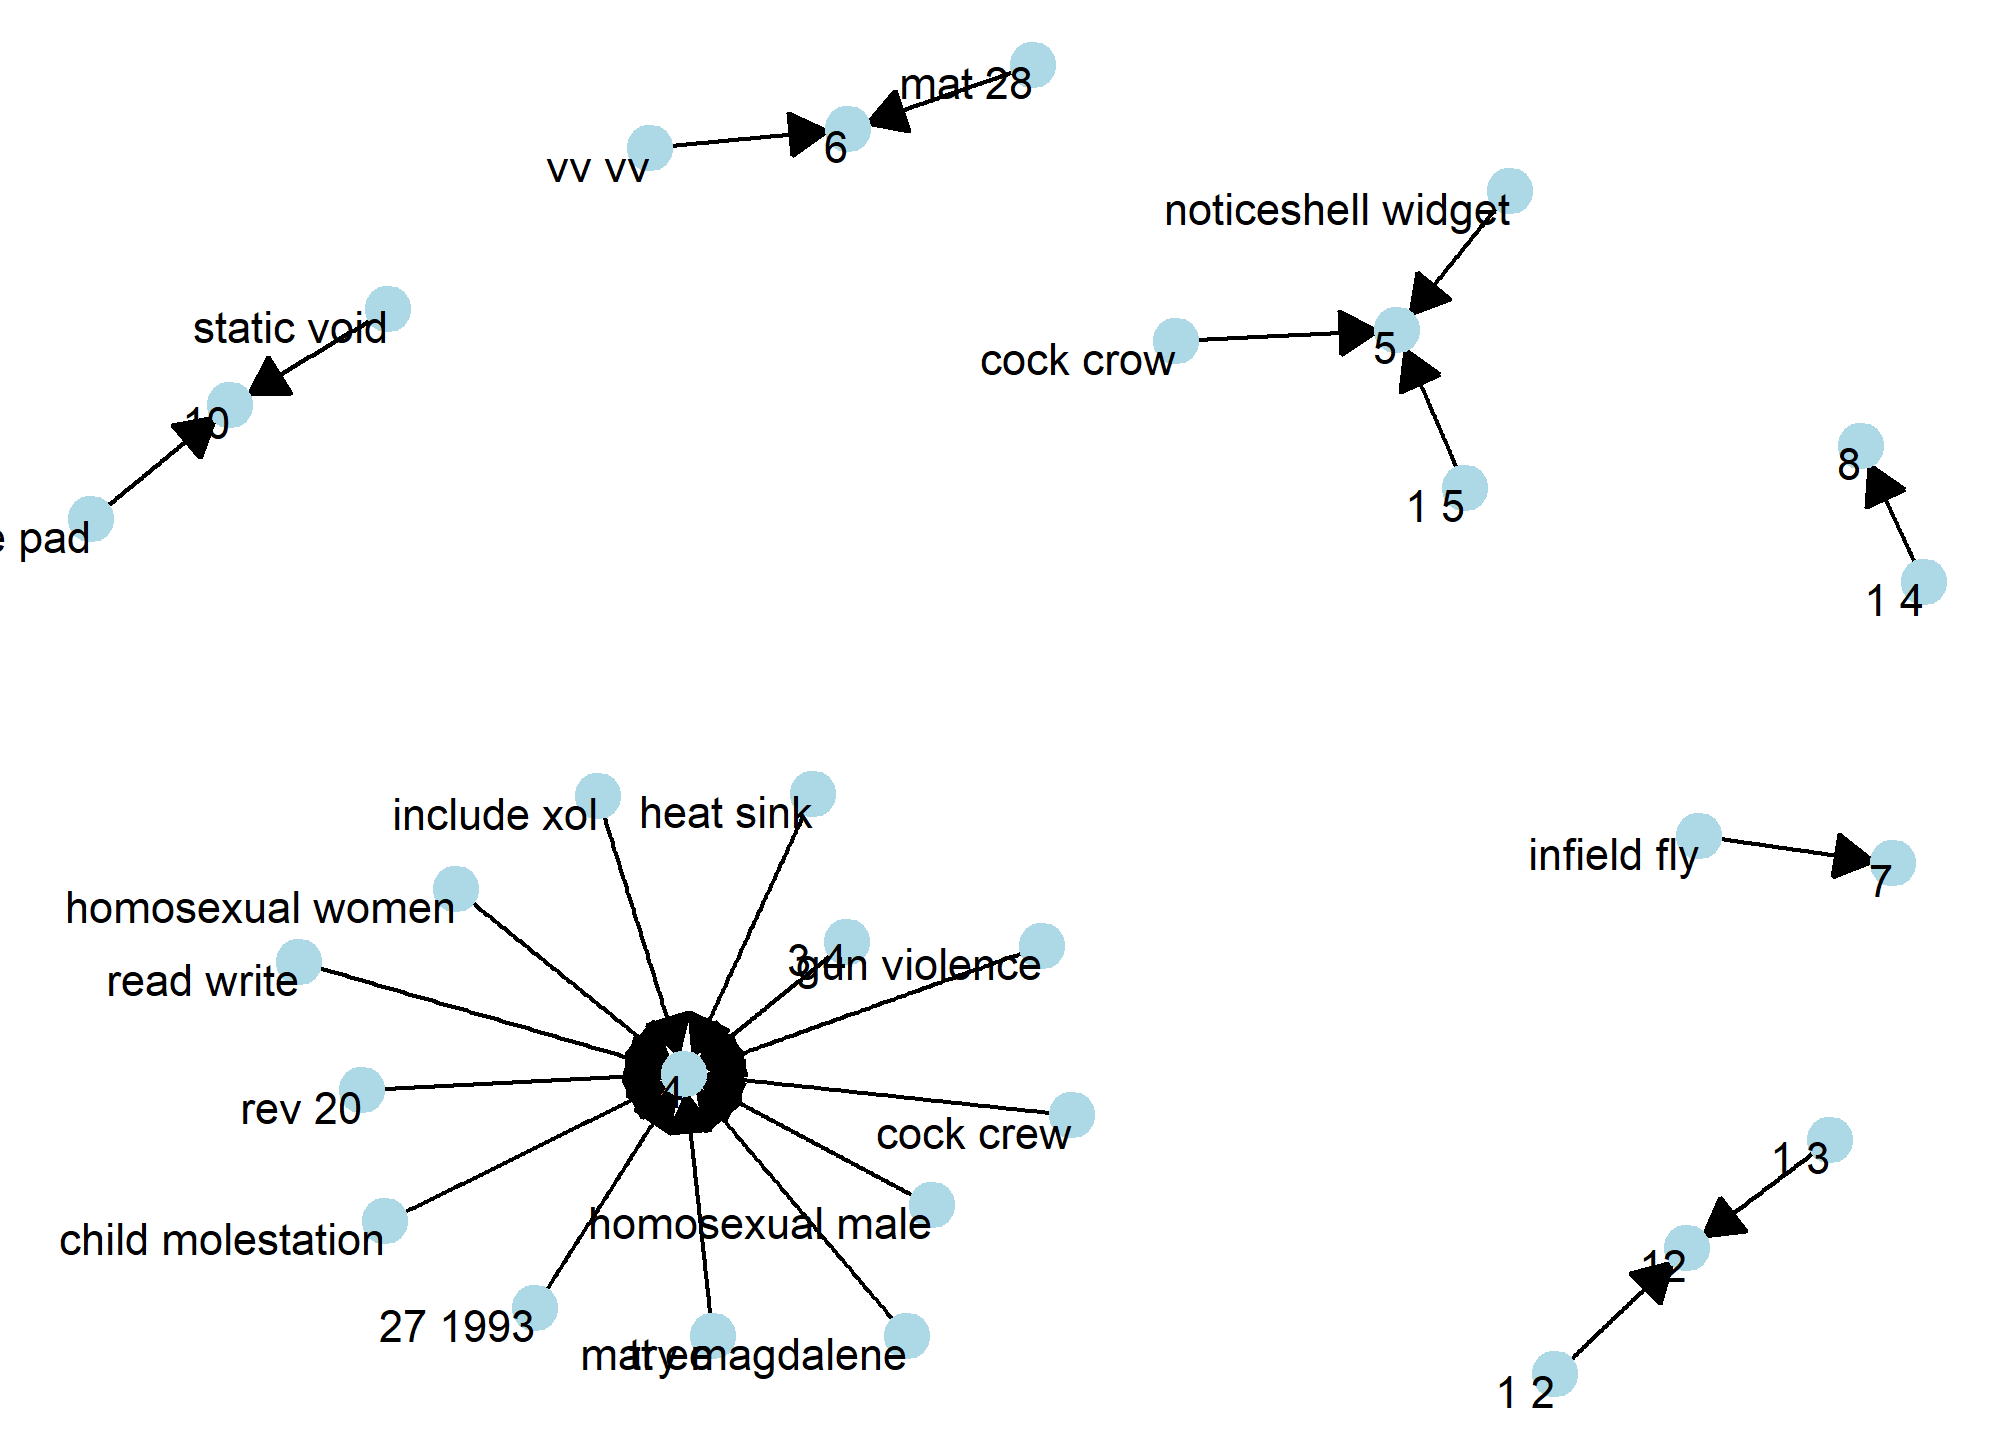 mat 28
6
vv vv
noticeshell widget
static void
5
cock crow
10
8
1 5
pad
1 4
include xol
heat sink
infield fly
7
homosexual women
3 4
gun violence
read write
4
rev 20
cock crew
1 3
homosexual male
child molestation
12
27 1993
mary magdalene
1 2